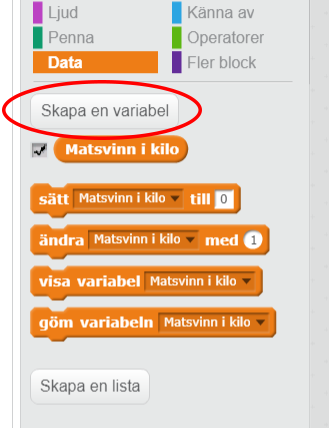 Ljud Känna av
Penna Operatorer
Data Fler block
Skapa en variabel
Matsvinn i kilo
sätt Matsvinn i kilo till 0
ändra Matsvinn i kilo med 1
visa variabel Matsvinn i kilo
göm variabeln Matsvinn i kilo
Skapa en lista